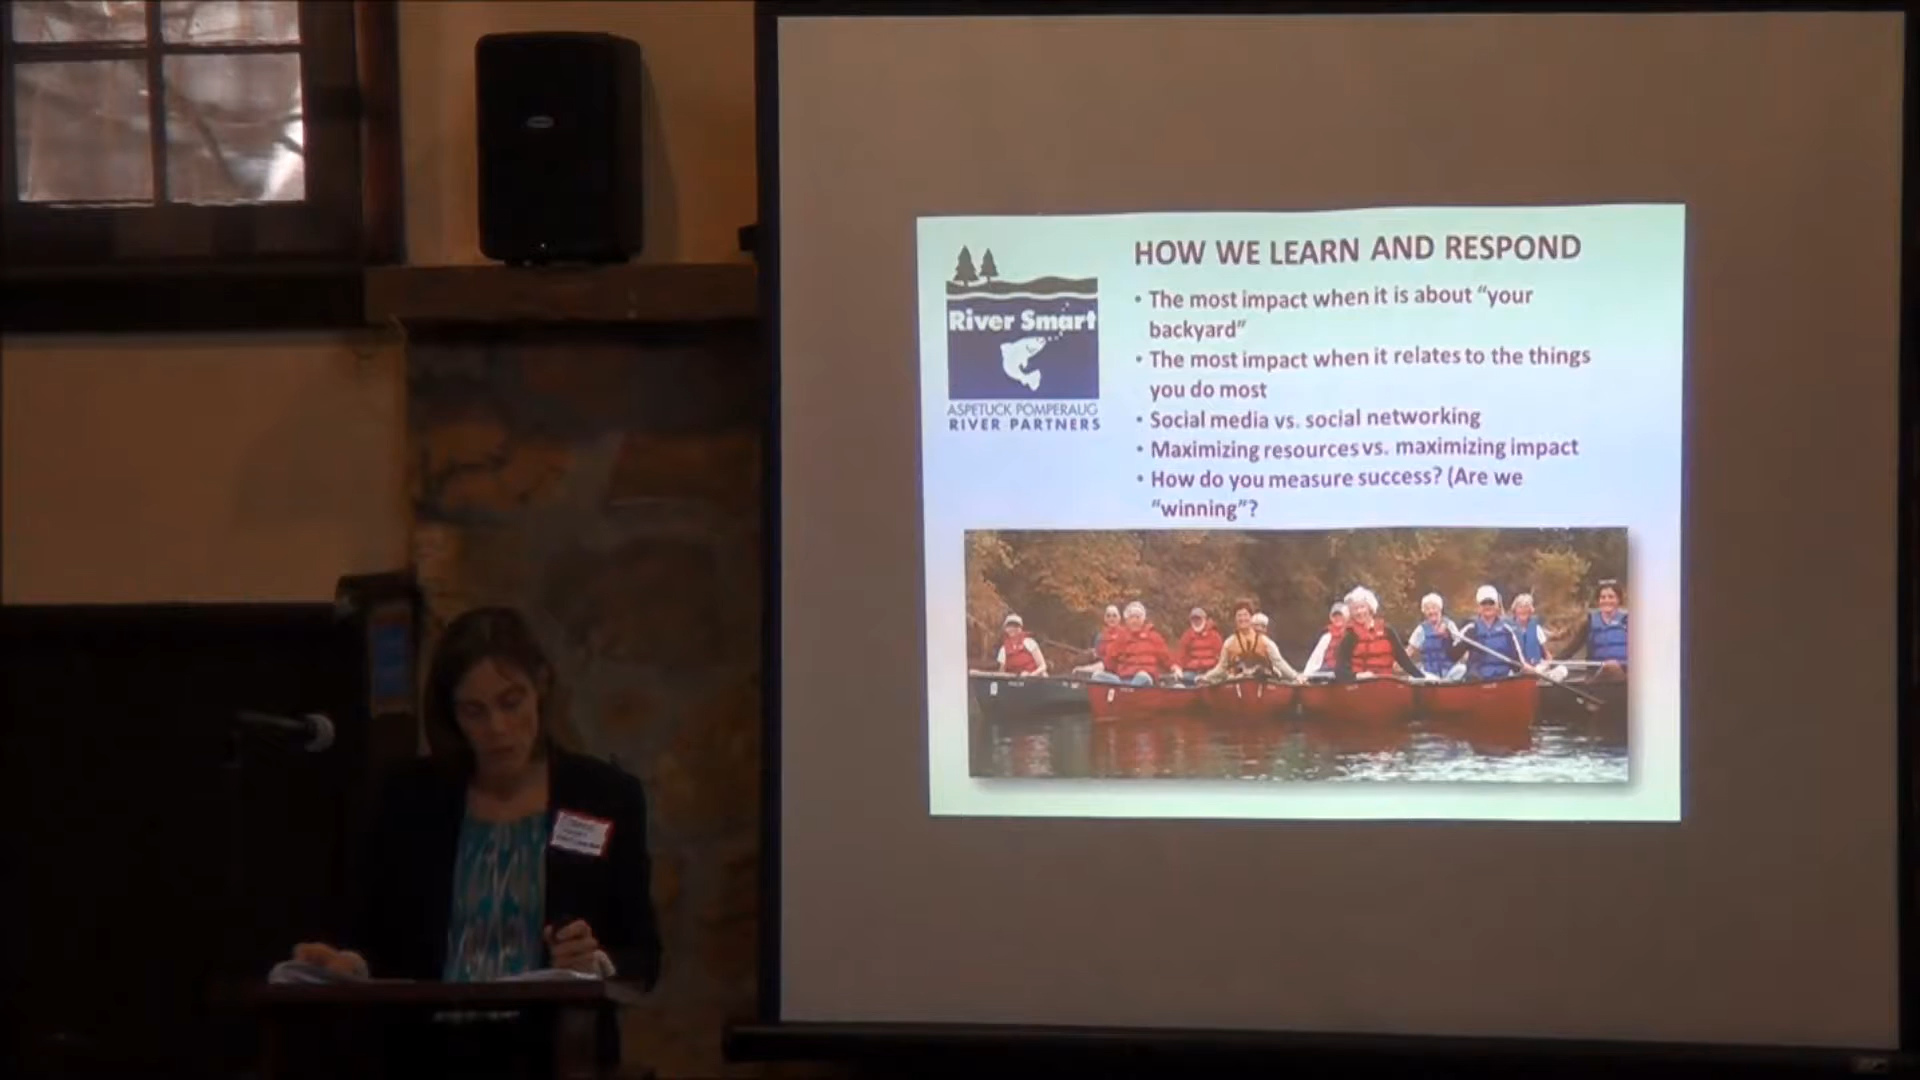 HOW WE LEARN AND RESPOND
• The most impact when it is about “your
backyard”
• The most impact when it relates to the things
you do most
• Social media vs. social networking
• Maximizing resources vs. maximizing impact
• How do you measure success? (Are we
“winning”?
River Smart
ASPETUCK POMPERAUG
RIVER PARTNERS